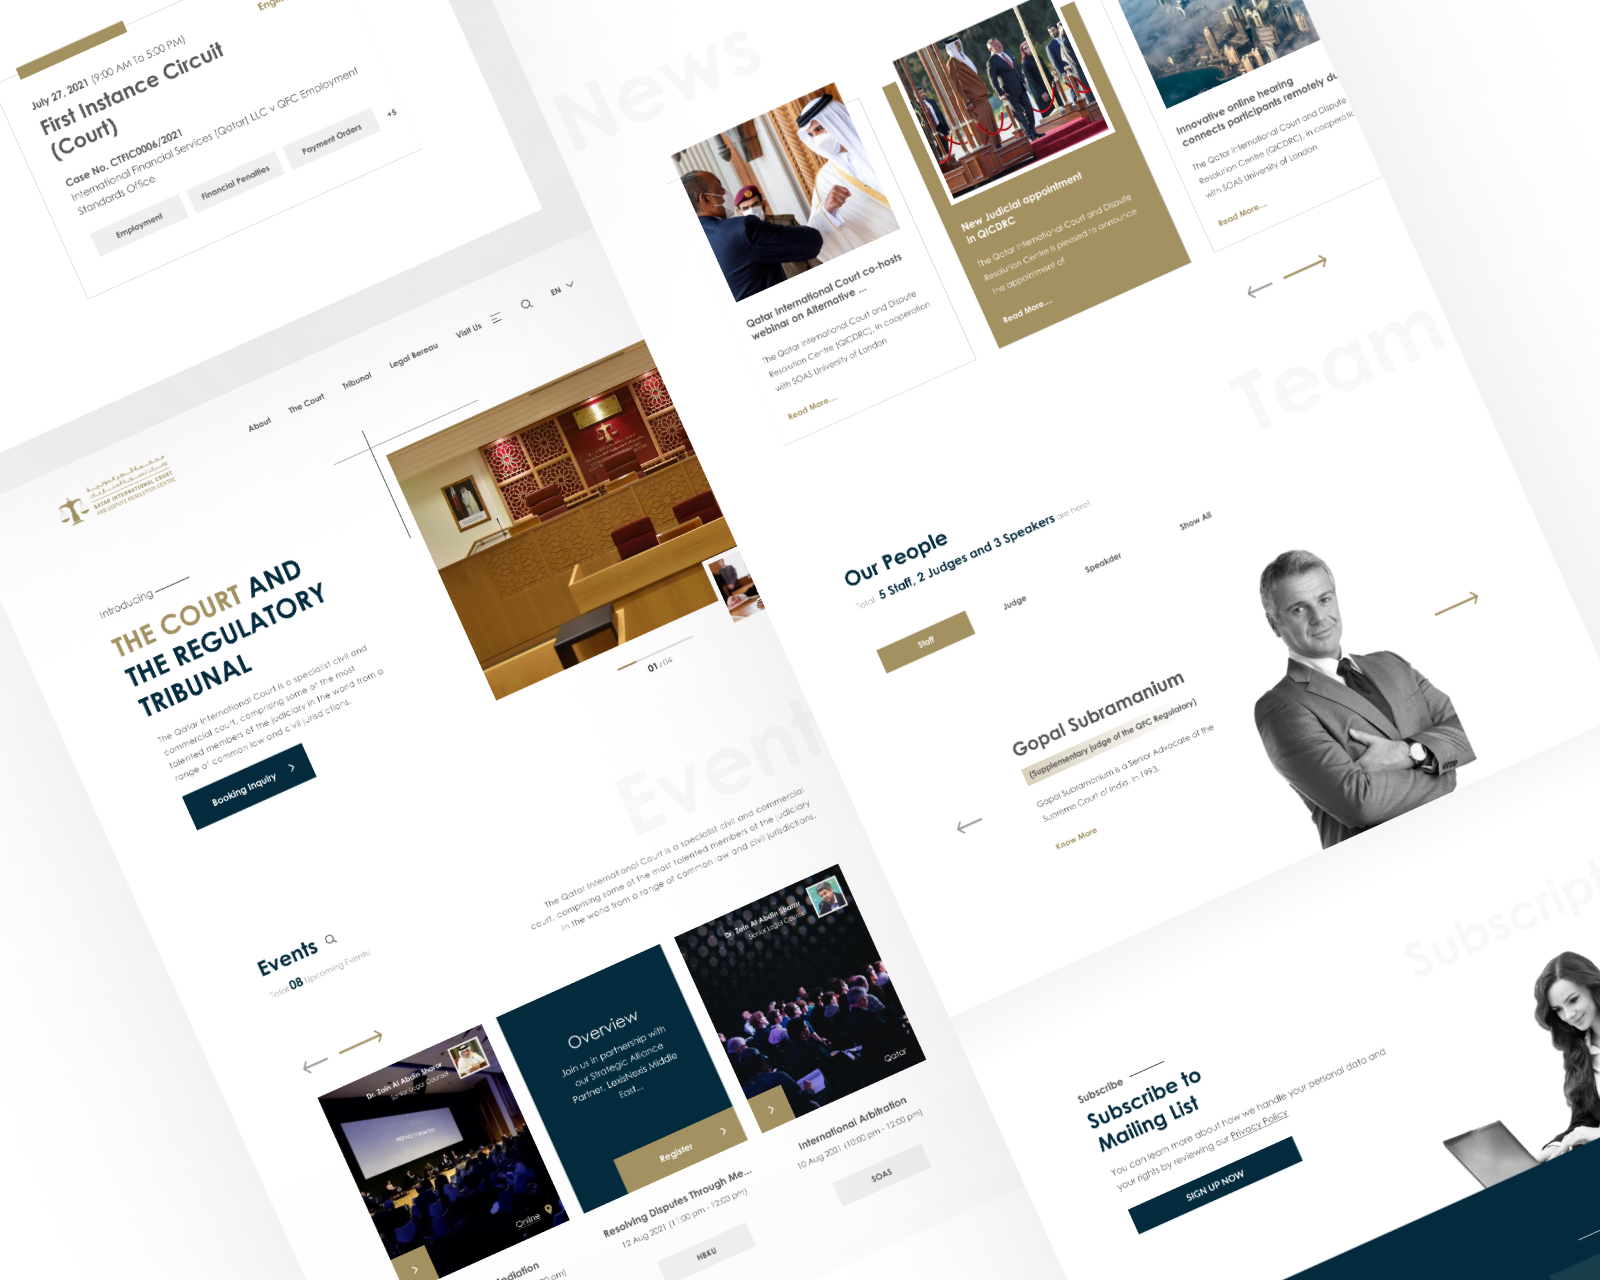 July 27, 2021 (9:00 AM To 5:00 PM)
First Instance Circuit
(Court)
Case No. CTFIC0006/2021
International Financial Services (Qatar) LLC v QFC Employment
Standards Office
Employment
Financial Penalties
Payment Orders
+5
About
The Court
Tribunal
Legal Bereau
Visit Us
EN
QATAR INTERNATIONAL COURT
AND DISPUTE RESOLUTION CENTRE
Introducing
THE COURT AND
THE REGULATORY
TRIBUNAL
The Qatar International Court is a specialist civil and
commercial court, comprising some of the most
talented members of the judiciary in the world from a
range of common law and civil jurisdictions.
Booking Inquiry
01 / 04
Event
The Qatar International Court is a specialist civil and commercial
court, comprising some of the most talented members of the judiciary
in the world from a range of common law and civil jurisdictions.
Events
Total 08 Upcoming Events
Dr. Zain Al Abdin Sharar
Senior Legal Counsel
Online
Overview
Join us in partnership with
our Strategic Alliance
Partner, LexisNexis Middle
East...
Register
Resolving Disputes Through Me...
12 Aug 2021 (11:00 pm - 12:00 pm)
HBKU
Dr. Zain Al Abdin Sharar
Senior Legal Counsel
Qatar
International Arbitration
10 Aug 2021 (10:00 pm - 12:00 pm)
SOAS
News
Qatar International Court co-hosts
webinar on Alternative ...
The Qatar International Court and Dispute
Resolution Centre (QICDRC), in cooperation
with SOAS University of London
Read More....
New Judicial appointment
in QICDRC
The Qatar International Court and Dispute
Resolution Centre is pleased to announce
the appointment of
Read More....
Innovative online hearing
connects participants remotely du
The Qatar International Court and Dispute
Resolution Centre (QICDRC), in cooperatio
with SOAS University of London
Read More....
Team
Our People
Total 5 Staff, 2 Judges and 3 Speakers are here!
Staff
Judge
Speakder
Show All
Gopal Subramanium
(Supplementary judge of the QFC Regulatory)
Gopal Subramanium is a Senior Advocate of the
Supreme Court of India. In 1993,
Know More
Subscript
Subscribe
Subscribe to
Mailing List
You can learn more about how we handle your personal data and
your rights by reviewing our Privacy Policy
SIGN UP NOW